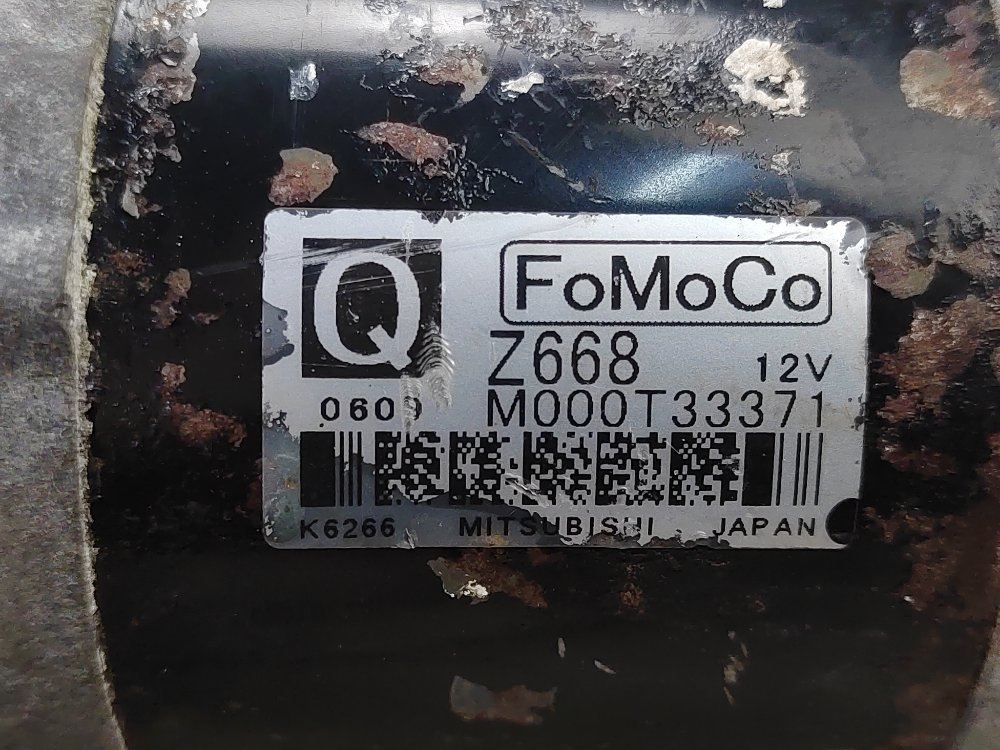 Q
FoMoCo
Z668 12V
0609 M000T33371
K6266 MITSUBISHI JAPAN